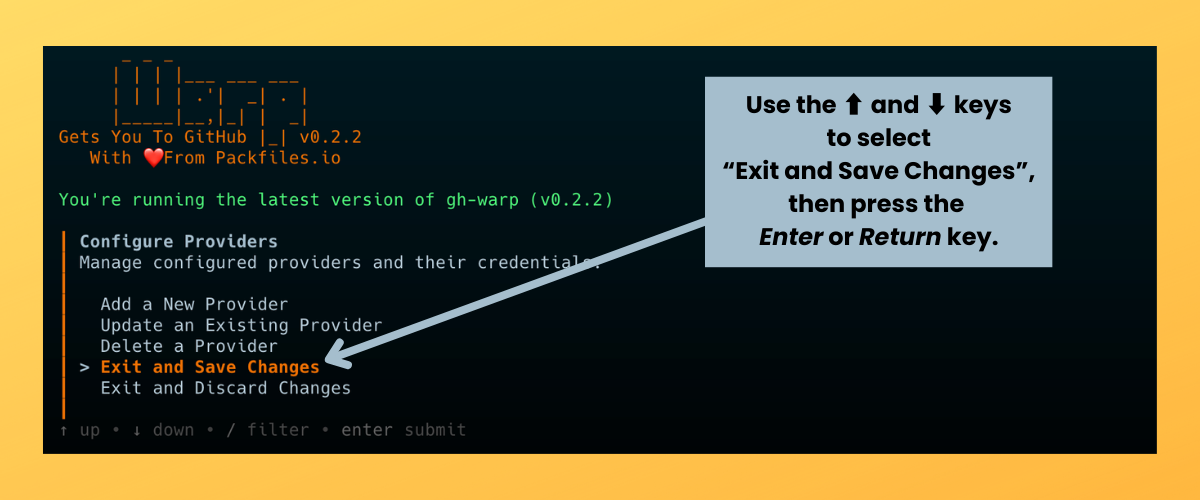 Warp
Gets You To GitHub |_| v0.2.2
With ❤️From Packfiles.io
You're running the latest version of gh-warp (v0.2.2)
Configure Providers
Manage configured providers and their credentials.
Add a New Provider
Update an Existing Provider
Delete a Provider
> Exit and Save Changes
Exit and Discard Changes
↑ up • ↓ down • / filter • enter submit
Use the ⬆ and ⬇ keys
to select
“Exit and Save Changes”,
then press the
Enter or Return key.